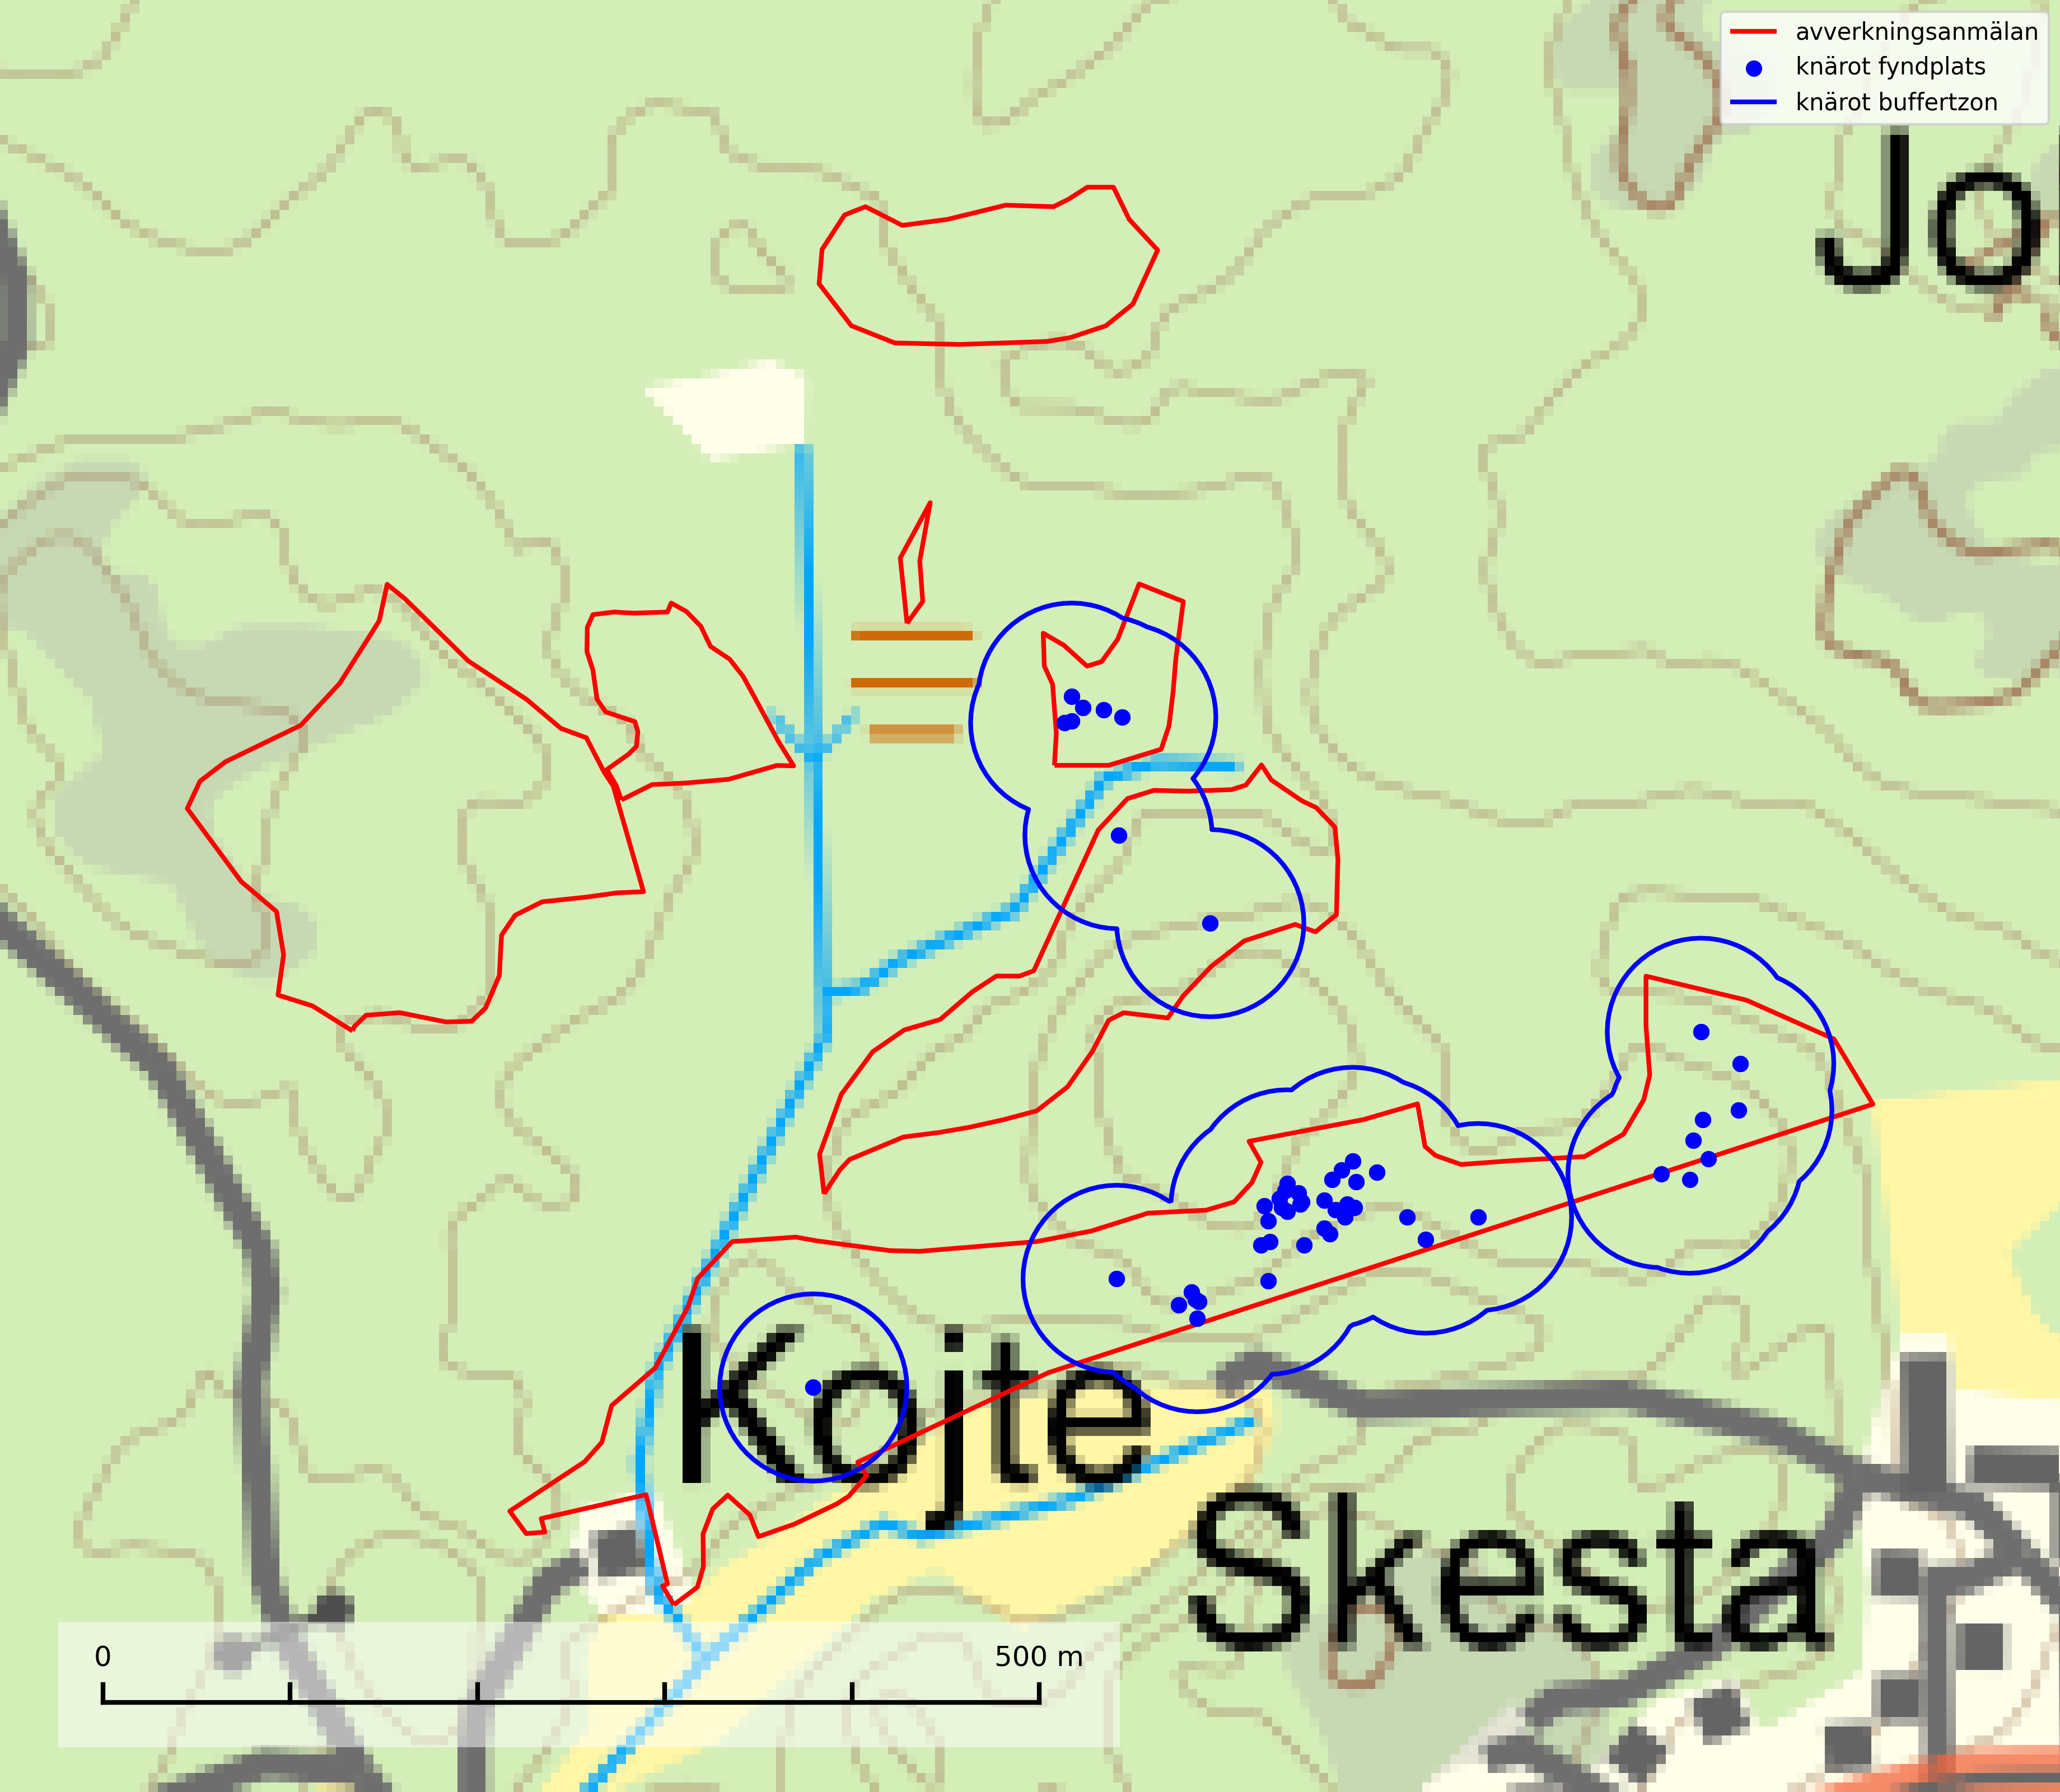 avverkningsanmälan
knärot fyndplats
knärot buffertzon
Jo
Kojte
Skesta
0 500 m